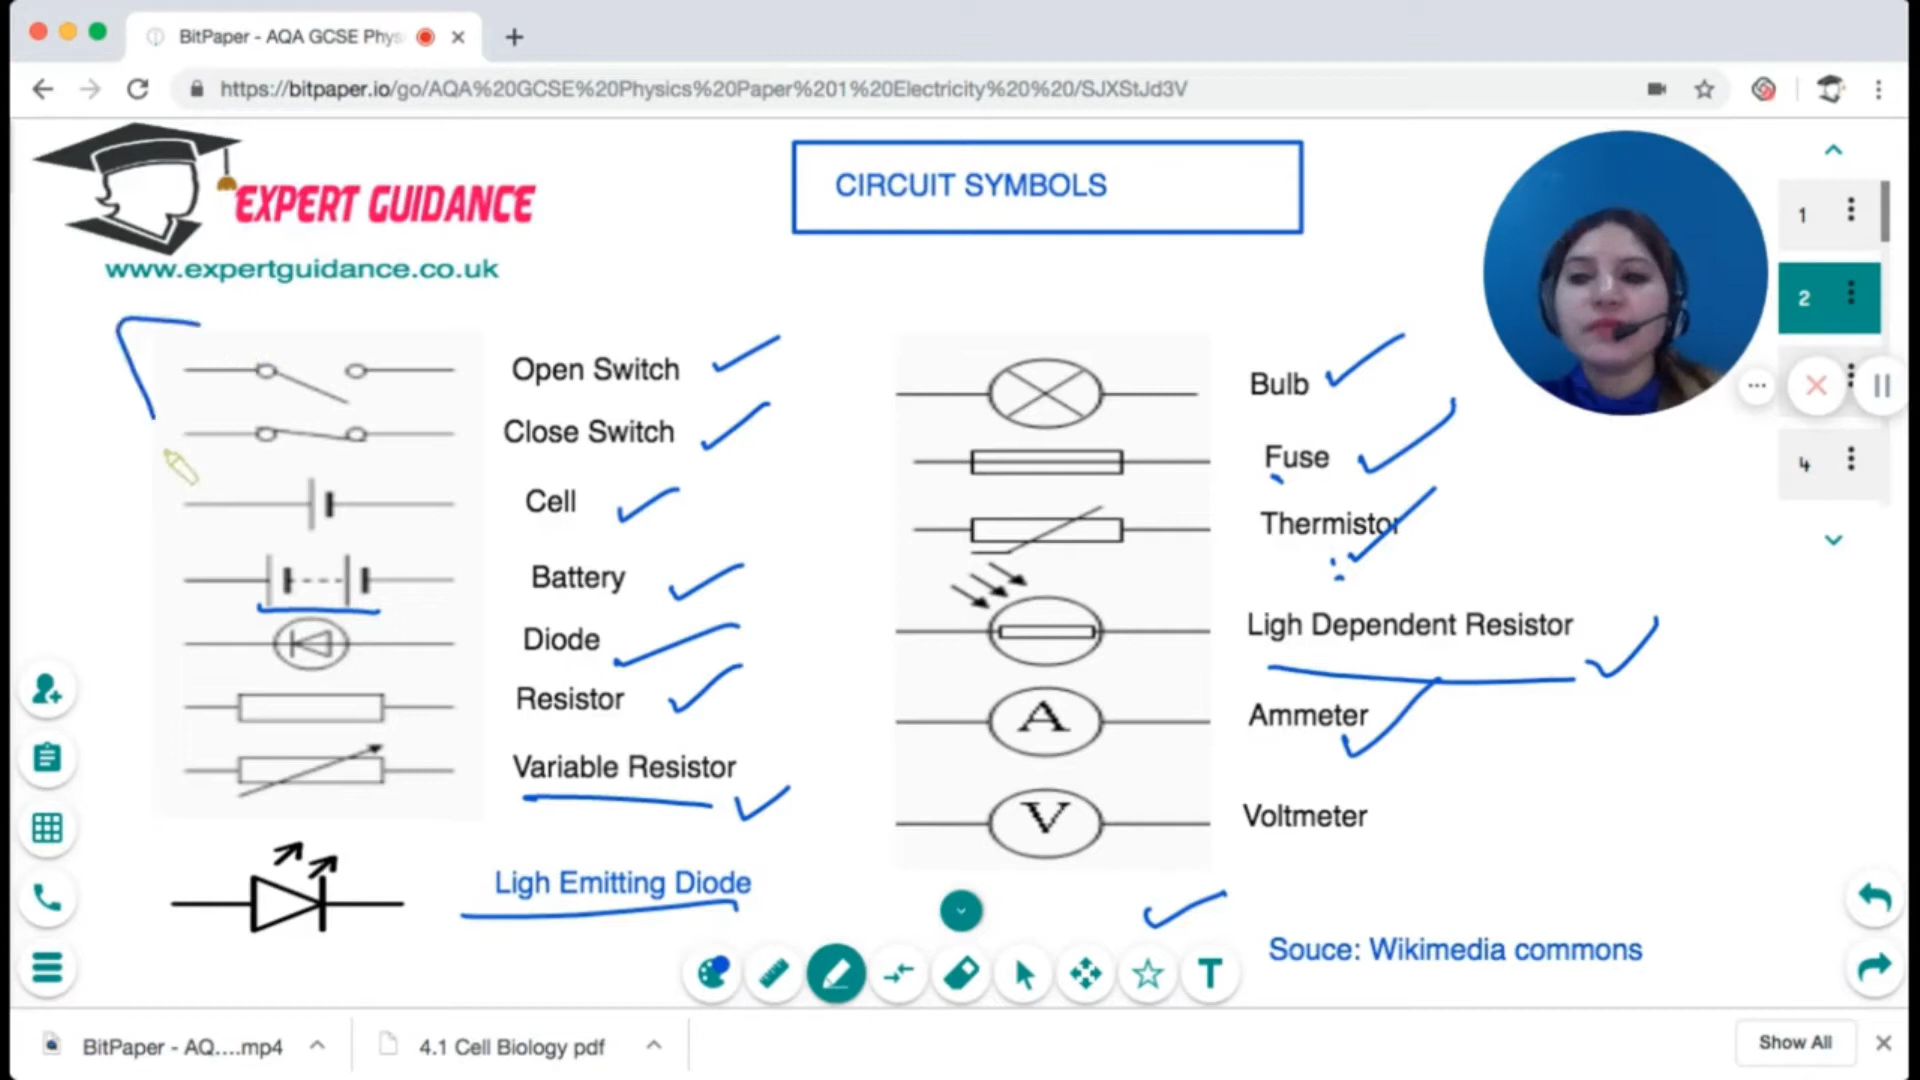 BitPaper - AQA GCSE Phys
https://bitpaper.io/go/AQA%20GCSE%20Physics%20Paper%201%20Electricity%20%20/SJXStJd3V
EXPERT GUIDANCE
www.expertguidance.co.uk
CIRCUIT SYMBOLS
1
2
4
Open Switch
Close Switch
Cell
Battery
Diode
Resistor
Variable Resistor
Ligh Emitting Diode
Bulb
Fuse
Thermistor
Ligh Dependent Resistor
A
Ammeter
V
Voltmeter
Souce: Wikimedia commons
T
BitPaper - AQ....mp4
4.1 Cell Biology pdf
Show All